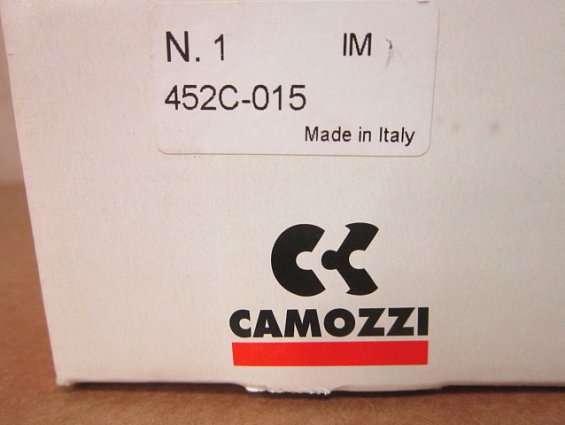 N. 1 IM
452C-015
Made in Italy
CAMOZZI